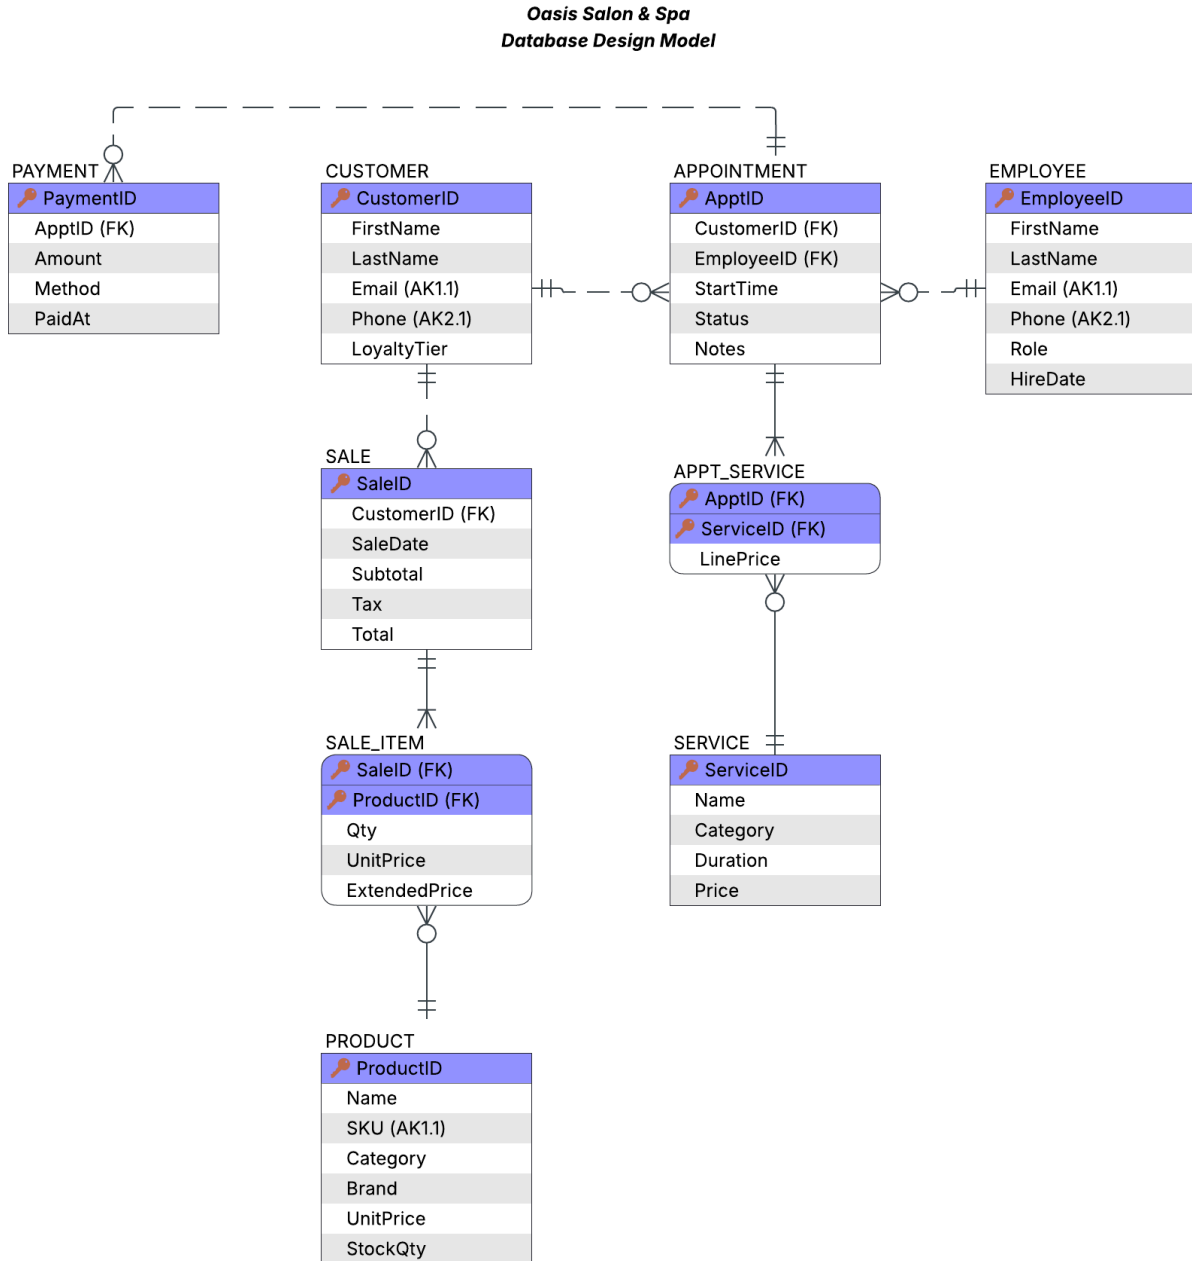 Oasis Salon & Spa
Database Design Model
PAYMENT
PaymentID
ApptID (FK)
Amount
Method
PaidAt
CUSTOMER
CustomerID
FirstName
LastName
Email (AK1.1)
Phone (AK2.1)
LoyaltyTier
APPOINTMENT
ApptID
CustomerID (FK)
EmployeeID (FK)
StartTime
Status
Notes
EMPLOYEE
EmployeeID
FirstName
LastName
Email (AK1.1)
Phone (AK2.1)
Role
HireDate
SALE
SaleID
CustomerID (FK)
SaleDate
Subtotal
Tax
Total
APPT_SERVICE
ApptID (FK)
ServiceID (FK)
LinePrice
SALE_ITEM
SaleID (FK)
ProductID (FK)
Qty
UnitPrice
ExtendedPrice
SERVICE
ServiceID
Name
Category
Duration
Price
PRODUCT
ProductID
Name
SKU (AK1.1)
Category
Brand
UnitPrice
StockQty